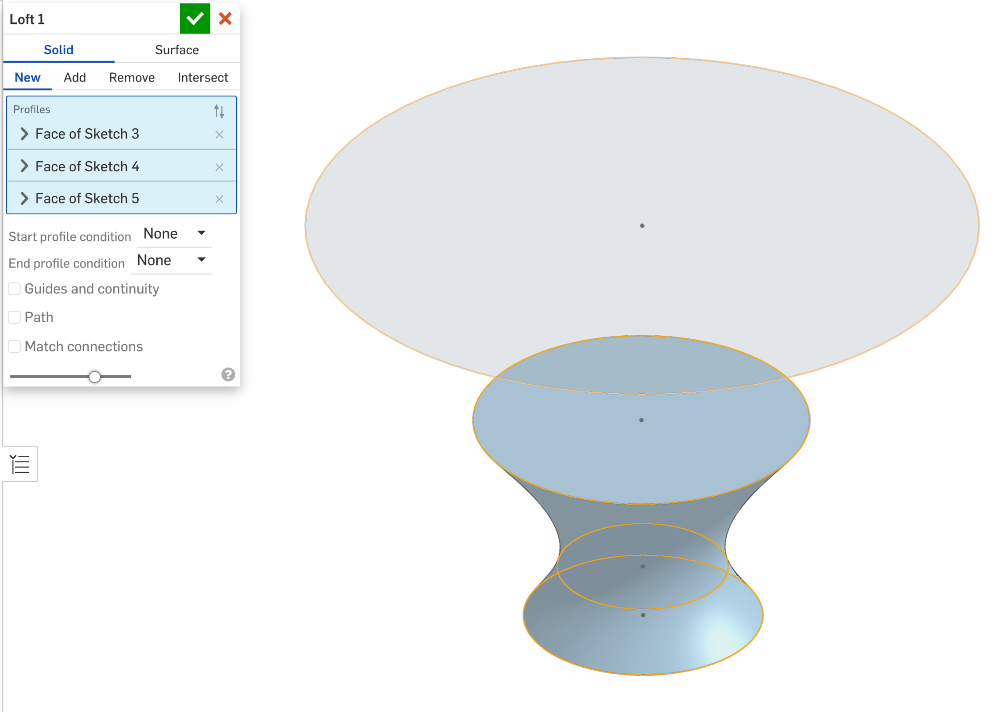 Loft 1
Solid Surface
New Add Remove Intersect
Profiles
Face of Sketch 3
Face of Sketch 4
Face of Sketch 5
Start profile condition None
End profile condition None
Guides and continuity
Path
Match connections
?